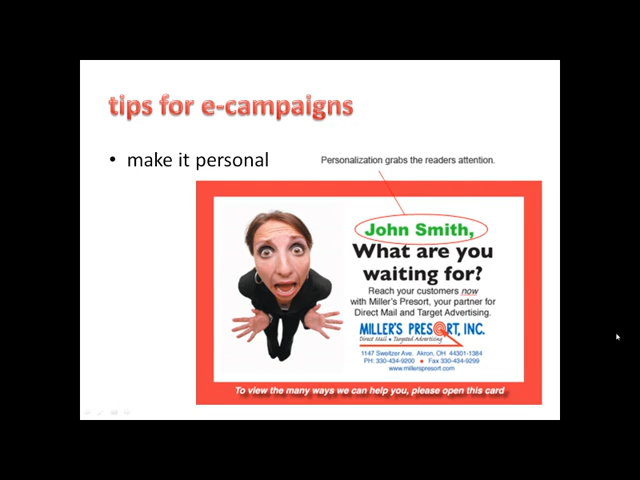 tips for e-campaigns
• make it personal
Personalization grabs the readers attention.
John Smith,
What are you
waiting for?
Reach your customers now
with Miller's Presort, your partner for
Direct Mail and Target Advertising.
MILLER'S PRESORT, INC.
Direct Mail • Targeted Advertising
1147 Sweitzer Ave. Akron, OH 44301-1384
PH. 330-434-9200 • Fax 330-434-9299
www.millerspresort.com
To view the many ways we can help you, please open this card